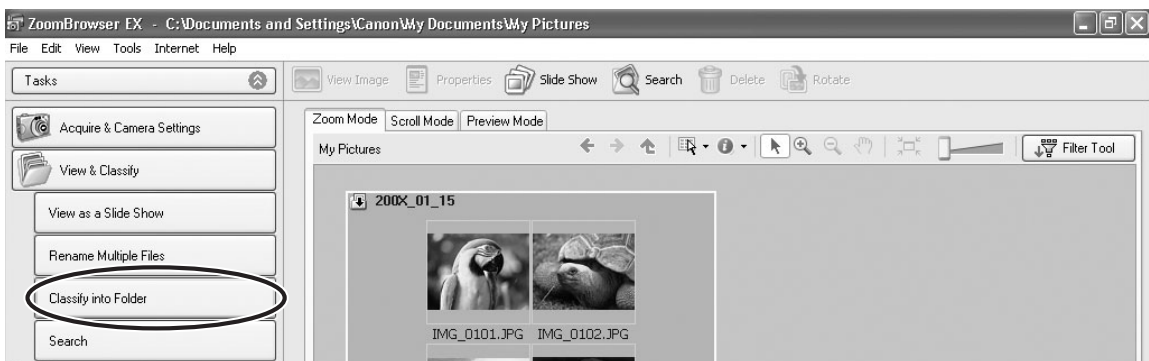 ZoomBrowser EX - C:\Documents and Settings\Canon\My Documents\My Pictures
File Edit View Tools Internet Help
Tasks
View Image Properties Slide Show Search Delete Rotate
Acquire & Camera Settings
View & Classify
View as a Slide Show
Rename Multiple Files
Classify into Folder
Search
Zoom Mode Scroll Mode Preview Mode
My Pictures
Filter Tool
200X_01_15
IMG_0101.JPG IMG_0102.JPG